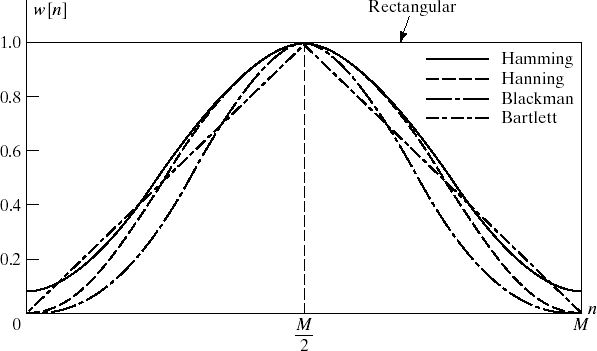 Rectangular
w[n]
1.0
Hamming
Hanning
0.8
Blackman
Bartlett
0.6
0.4
0.2
0
M
2
M
n